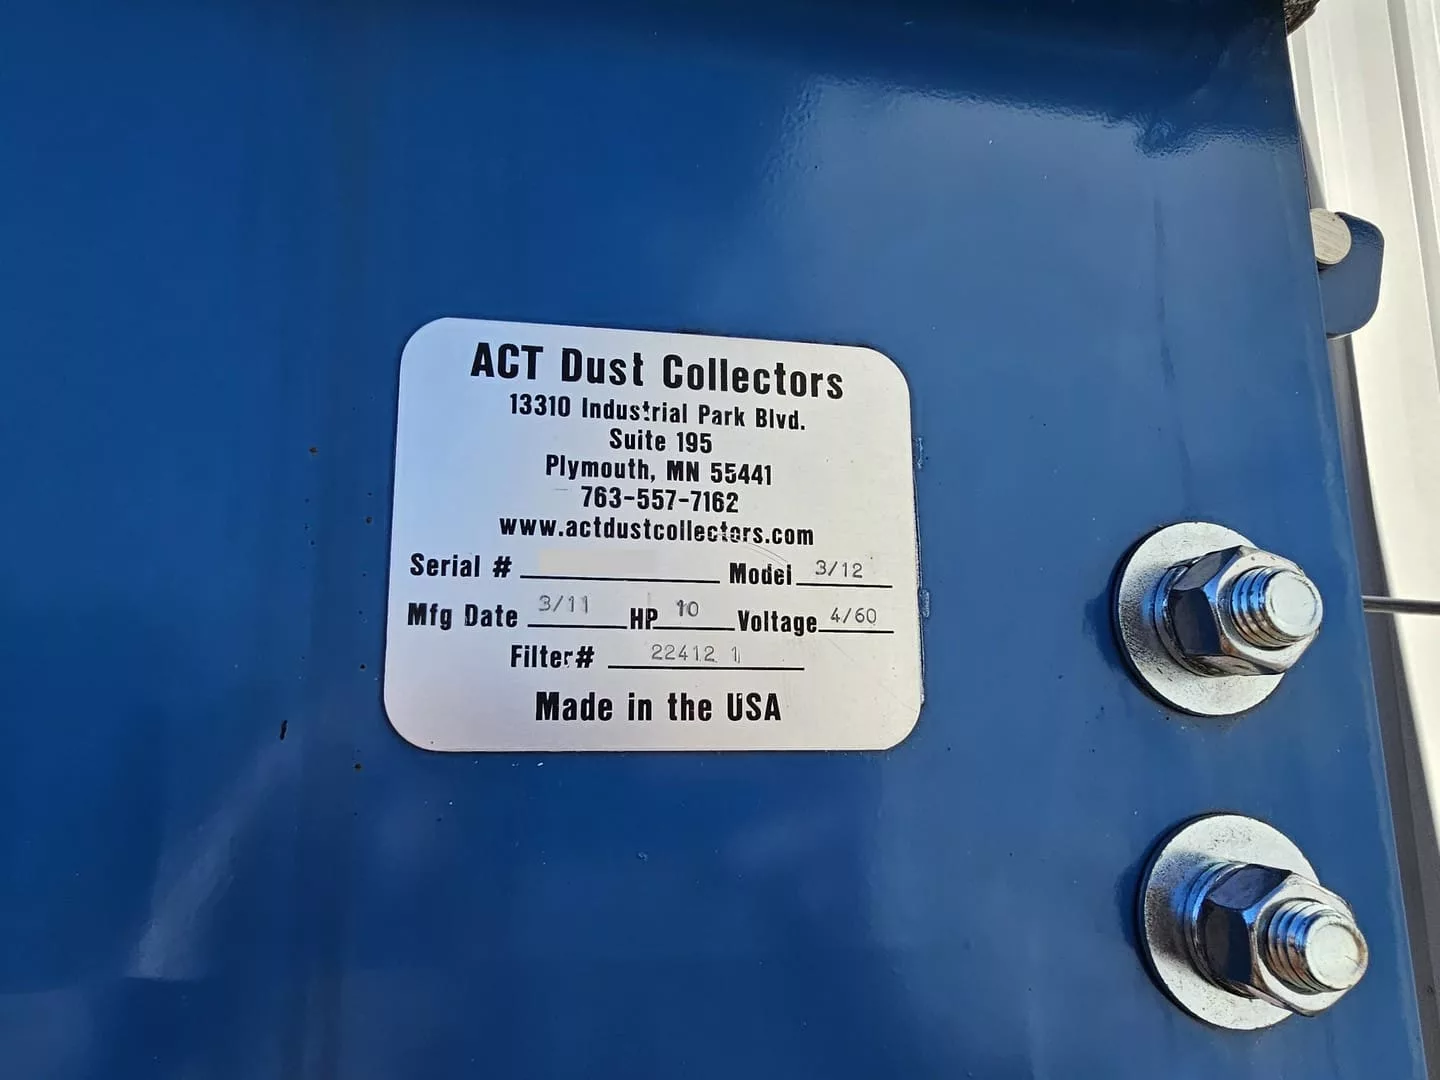 ACT Dust Collectors
13310 Industrial Park Blvd.
Suite 195
Plymouth, MN 55441
763-557-7162
www.actdustcollectors.com
Serial # Model 3/12
Mfg Date 3/11 HP 10 Voltage 4/60
Filter# 22412 1
Made in the USA